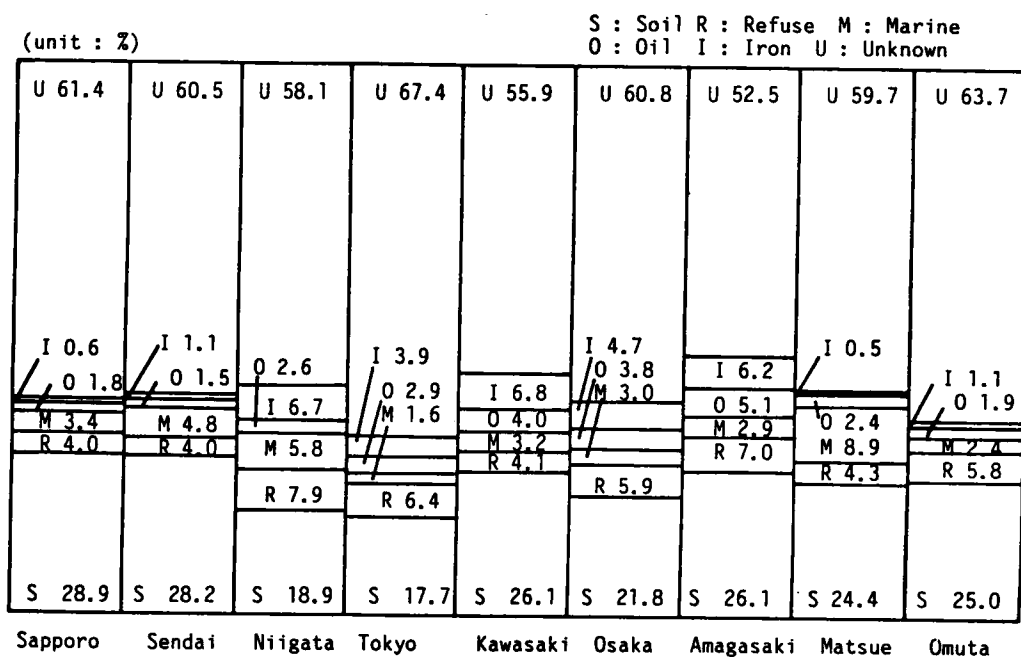 (unit : %)
S : Soil R : Refuse M : Marine
O : Oil I : Iron U : Unknown
U 61.4 U 60.5 U 58.1 U 67.4 U 55.9 U 60.8 U 52.5 U 59.7 U 63.7
I 0.6
O 1.8
M 3.4
R 4.0
S 28.9
I 1.1
O 1.5
M 4.8
R 4.0
S 28.2
O 2.6
I 6.7
M 5.8
R 7.9
S 18.9
I 3.9
O 2.9
M 1.6
R 6.4
S 17.7
I 6.8
O 4.0
M 3.2
R 4.1
S 26.1
I 4.7
O 3.8
M 3.0
R 5.9
S 21.8
I 6.2
O 5.1
M 2.9
R 7.0
S 26.1
I 0.5
O 2.4
M 8.9
R 4.3
S 24.4
I 1.1
O 1.9
M 2.4
R 5.8
S 25.0
Sapporo Sendai Niigata Tokyo Kawasaki Osaka Amagasaki Matsue Omuta